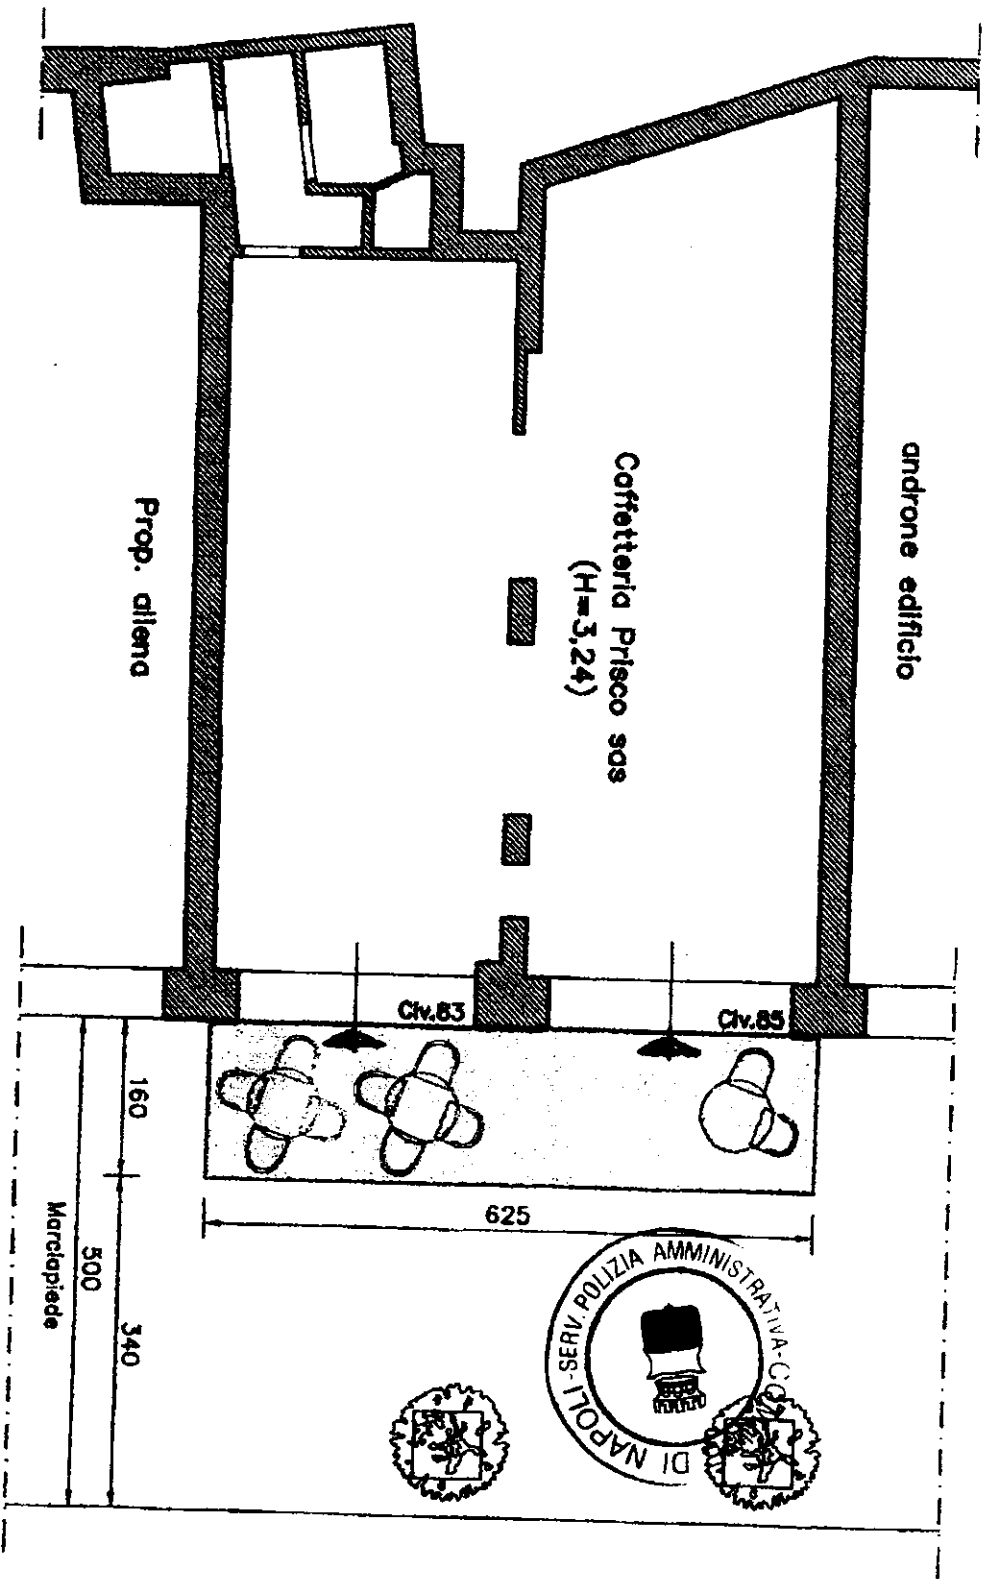 androne edificio
Caffetteria Prisco sas
(H=3,24)
Prop. aliena
Civ.83
Civ.85
160
340
500
Marciapiede
625
DI NAPOLI - SERV. POLIZIA AMMINISTRATIVA -